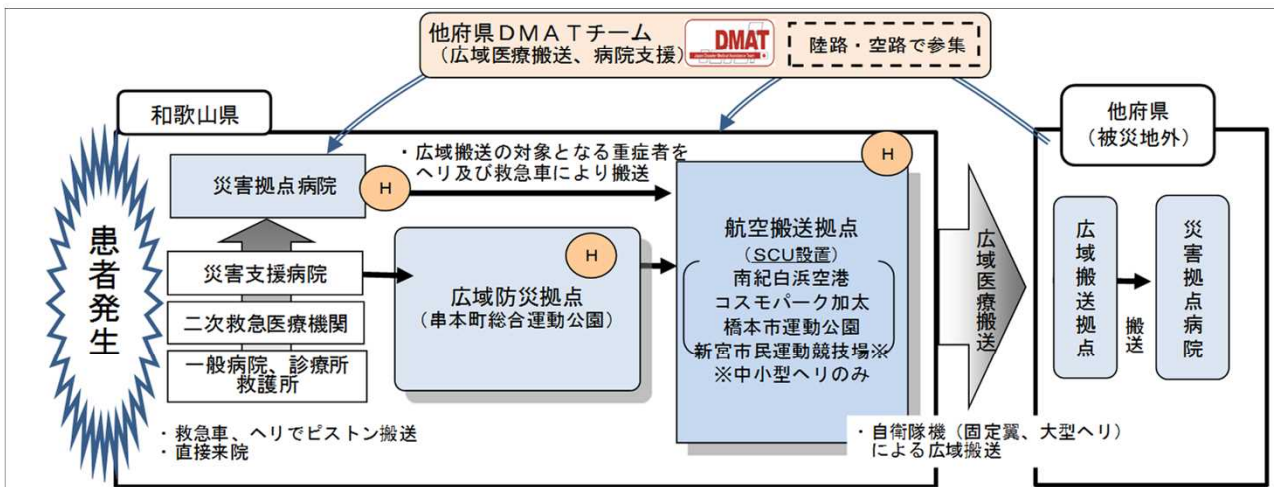 他府県DMATチーム
(広域医療搬送、病院支援)
DMAT
陸路・空路で参集
和歌山県
患者発生
災害拠点病院
H
災害支援病院
二次救急医療機関
一般病院、診療所
救護所
・救急車、ヘリでピストン搬送
・直接来院
・広域搬送の対象となる重症者を
ヘリ及び救急車により搬送
H
広域防災拠点
(串本町総合運動公園)
H
航空搬送拠点
(SCU設置)
南紀白浜空港
コスモパーク加太
橋本市運動公園
新宮市民運動競技場※
※中小型ヘリのみ
広域医療搬送
・自衛隊機(固定翼、大型ヘリ)
による広域搬送
他府県
(被災地外)
広域搬送拠点
搬送
災害拠点病院